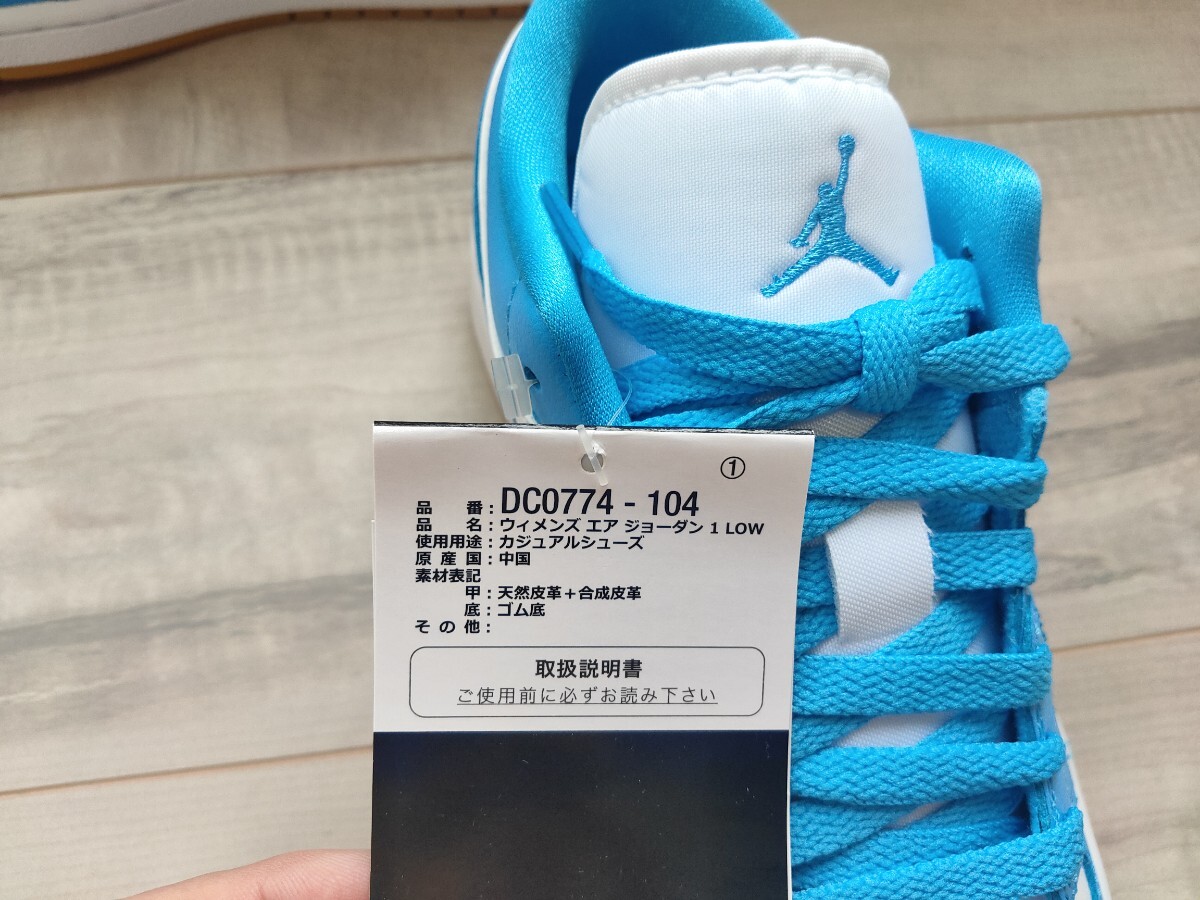 ①
品 番：DC0774 - 104
品 名：ウィメンズ エア ジョーダン 1 LOW
使用用途：カジュアルシューズ
原 産 国：中国
素材表記
甲：天然皮革＋合成皮革
底：ゴム底
そ の 他：
取扱説明書
ご使用前に必ずお読み下さい